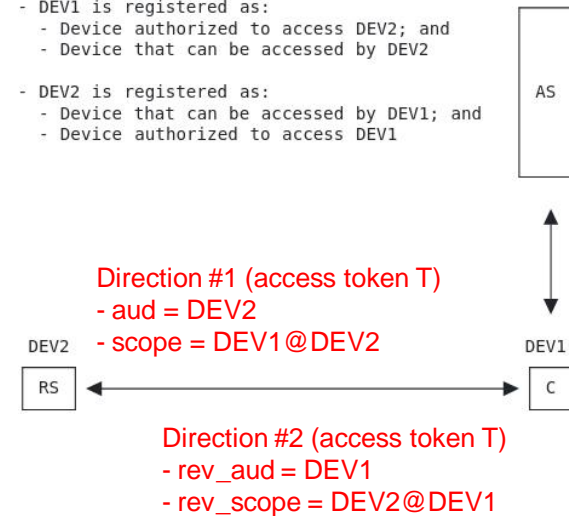 - DEV1 is registered as:
- Device authorized to access DEV2; and
- Device that can be accessed by DEV2
- DEV2 is registered as:
- Device that can be accessed by DEV1; and
- Device authorized to access DEV1
AS
Direction #1 (access token T)
- aud = DEV2
- scope = DEV1@DEV2
DEV2
DEV1
RS
C
Direction #2 (access token T)
- rev_aud = DEV1
- rev_scope = DEV2@DEV1